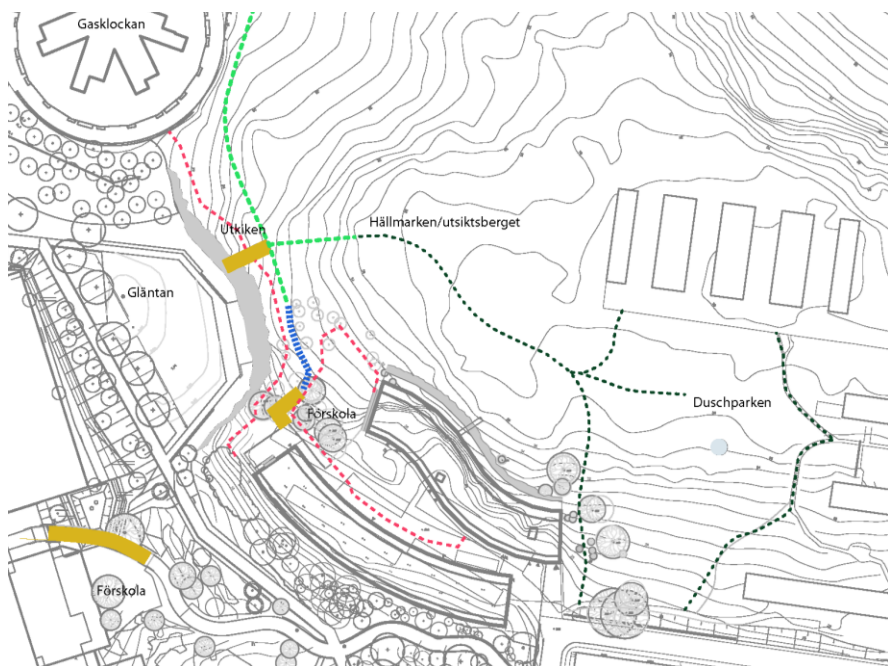 Gasklockan
Utkiken
Hällmarken/utsiktsberget
Gläntan
Duschparken
Förskola
Förskola